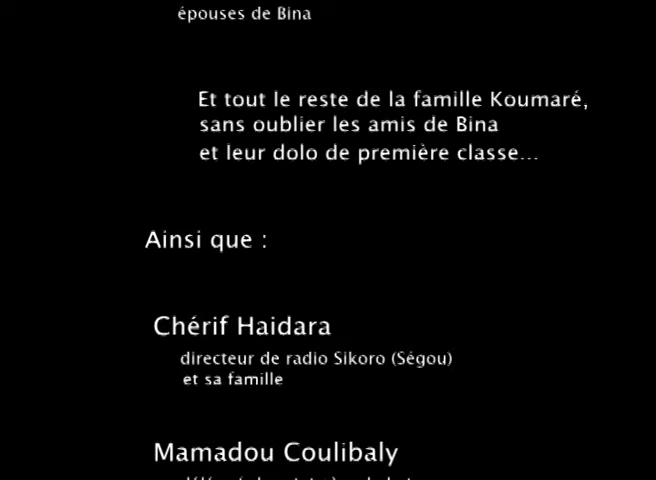 épouses de Bina
Et tout le reste de la famille Koumaré,
sans oublier les amis de Bina
et leur dolo de première classe...
Ainsi que :
Chérif Haidara
directeur de radio Sikoro (Ségou)
et sa famille
Mamadou Coulibaly